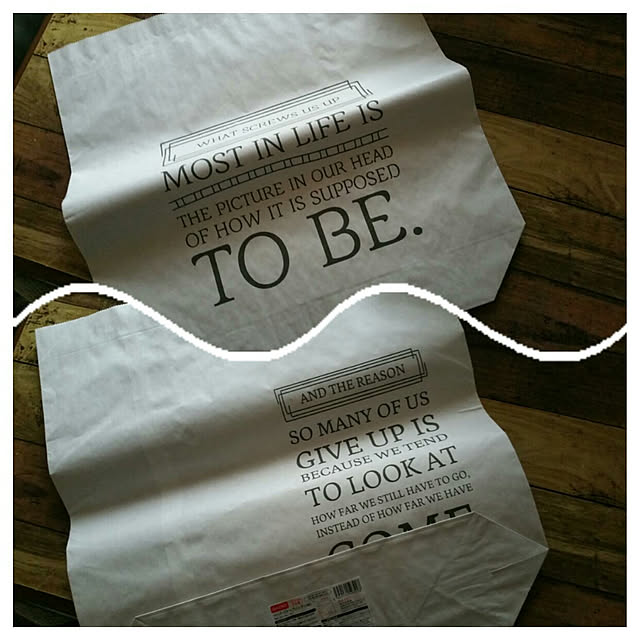 WHAT SCREWS US UP
MOST IN LIFE IS
THE PICTURE IN OUR HEAD
OF HOW IT IS SUPPOSED
TO BE.
AND THE REASON
SO MANY OF US
GIVE UP IS
BECAUSE WE TEND
TO LOOK AT
HOW FAR WE STILL HAVE TO GO,
INSTEAD OF HOW FAR WE HAVE
COME